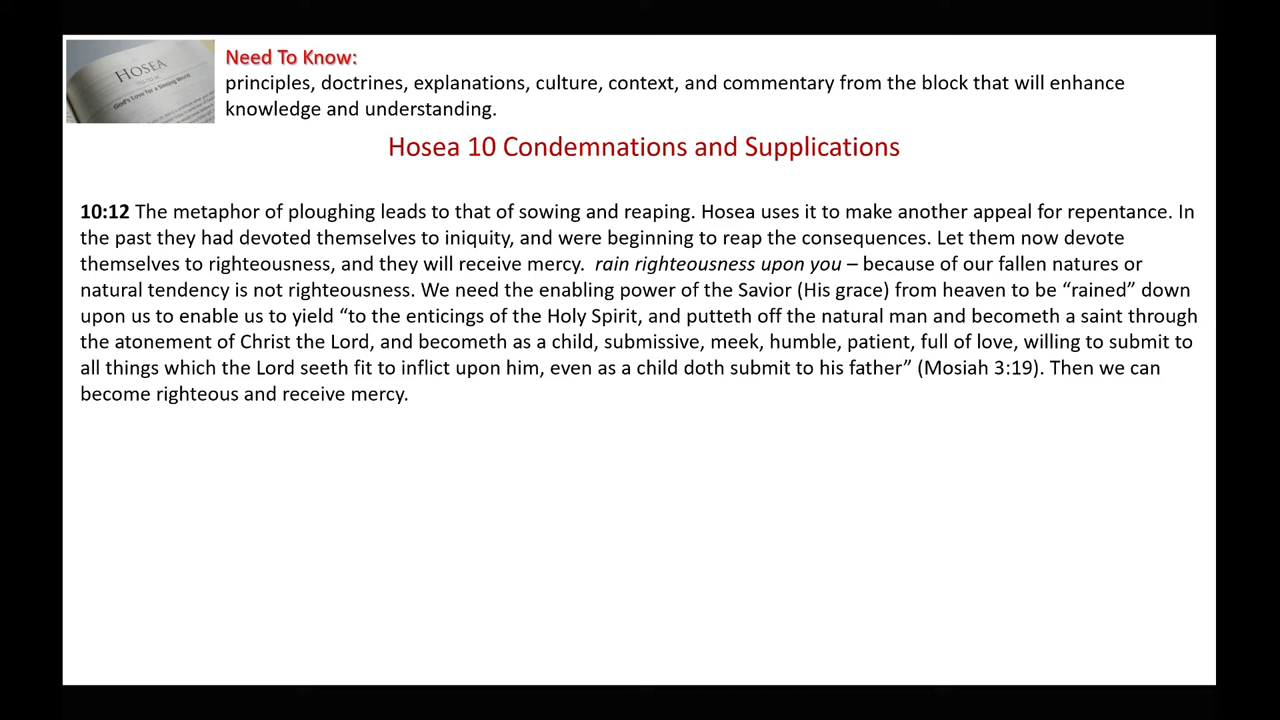 HOSEA
God's Love for a Sinning World
Need To Know:
principles, doctrines, explanations, culture, context, and commentary from the block that will enhance
knowledge and understanding.
Hosea 10 Condemnations and Supplications
10:12 The metaphor of ploughing leads to that of sowing and reaping. Hosea uses it to make another appeal for repentance. In
the past they had devoted themselves to iniquity, and were beginning to reap the consequences. Let them now devote
themselves to righteousness, and they will receive mercy.  rain righteousness upon you – because of our fallen natures or
natural tendency is not righteousness. We need the enabling power of the Savior (His grace) from heaven to be “rained” down
upon us to enable us to yield “to the enticings of the Holy Spirit, and putteth off the natural man and becometh a saint through
the atonement of Christ the Lord, and becometh as a child, submissive, meek, humble, patient, full of love, willing to submit to
all things which the Lord seeth fit to inflict upon him, even as a child doth submit to his father” (Mosiah 3:19). Then we can
become righteous and receive mercy.